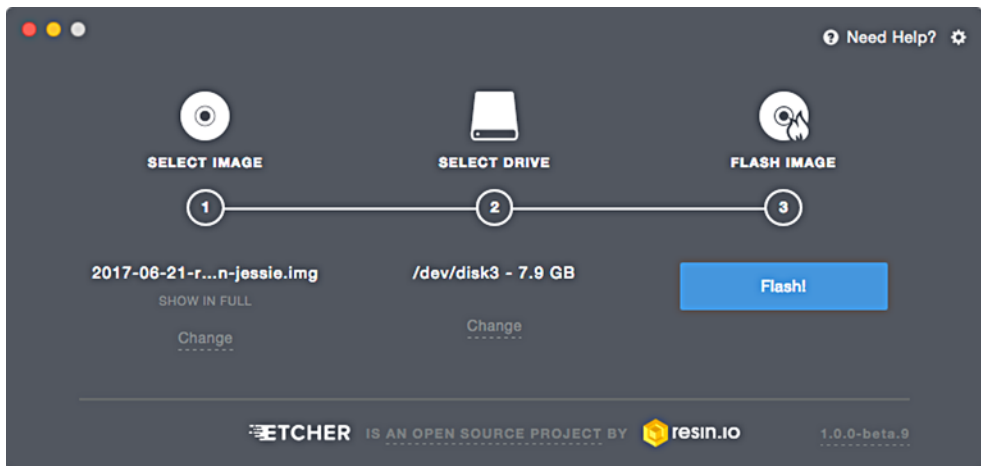 Need Help?
SELECT IMAGE
SELECT DRIVE
FLASH IMAGE
1
2
3
2017-06-21-r...n-jessie.img
/dev/disk3 - 7.9 GB
Flash!
SHOW IN FULL
Change
Change
ETCHER IS AN OPEN SOURCE PROJECT BY resin.io 1.0.0-beta.9